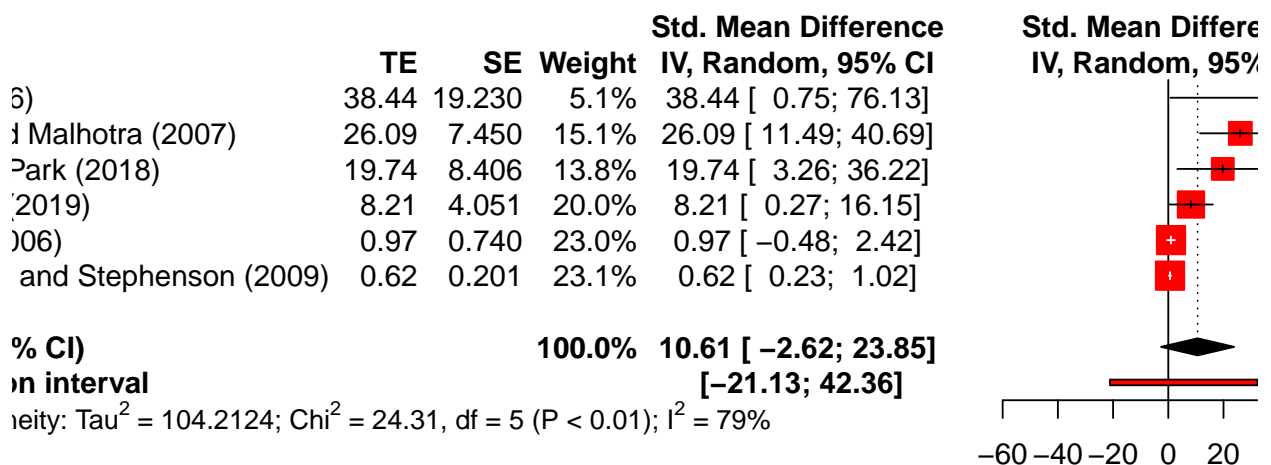 Std. Mean Difference Std. Mean Differe
TE SE Weight IV, Random, 95% CI IV, Random, 95%
6) 38.44 19.230 5.1% 38.44 [ 0.75; 76.13]
d Malhotra (2007) 26.09 7.450 15.1% 26.09 [ 11.49; 40.69]
Park (2018) 19.74 8.406 13.8% 19.74 [ 3.26; 36.22]
(2019) 8.21 4.051 20.0% 8.21 [ 0.27; 16.15]
006) 0.97 0.740 23.0% 0.97 [ −0.48; 2.42]
and Stephenson (2009) 0.62 0.201 23.1% 0.62 [ 0.23; 1.02]
% CI) 100.0% 10.61 [ −2.62; 23.85]
on interval [−21.13; 42.36]
neity: Tau² = 104.2124; Chi² = 24.31, df = 5 (P < 0.01); I² = 79%
−60 −40 −20 0 20